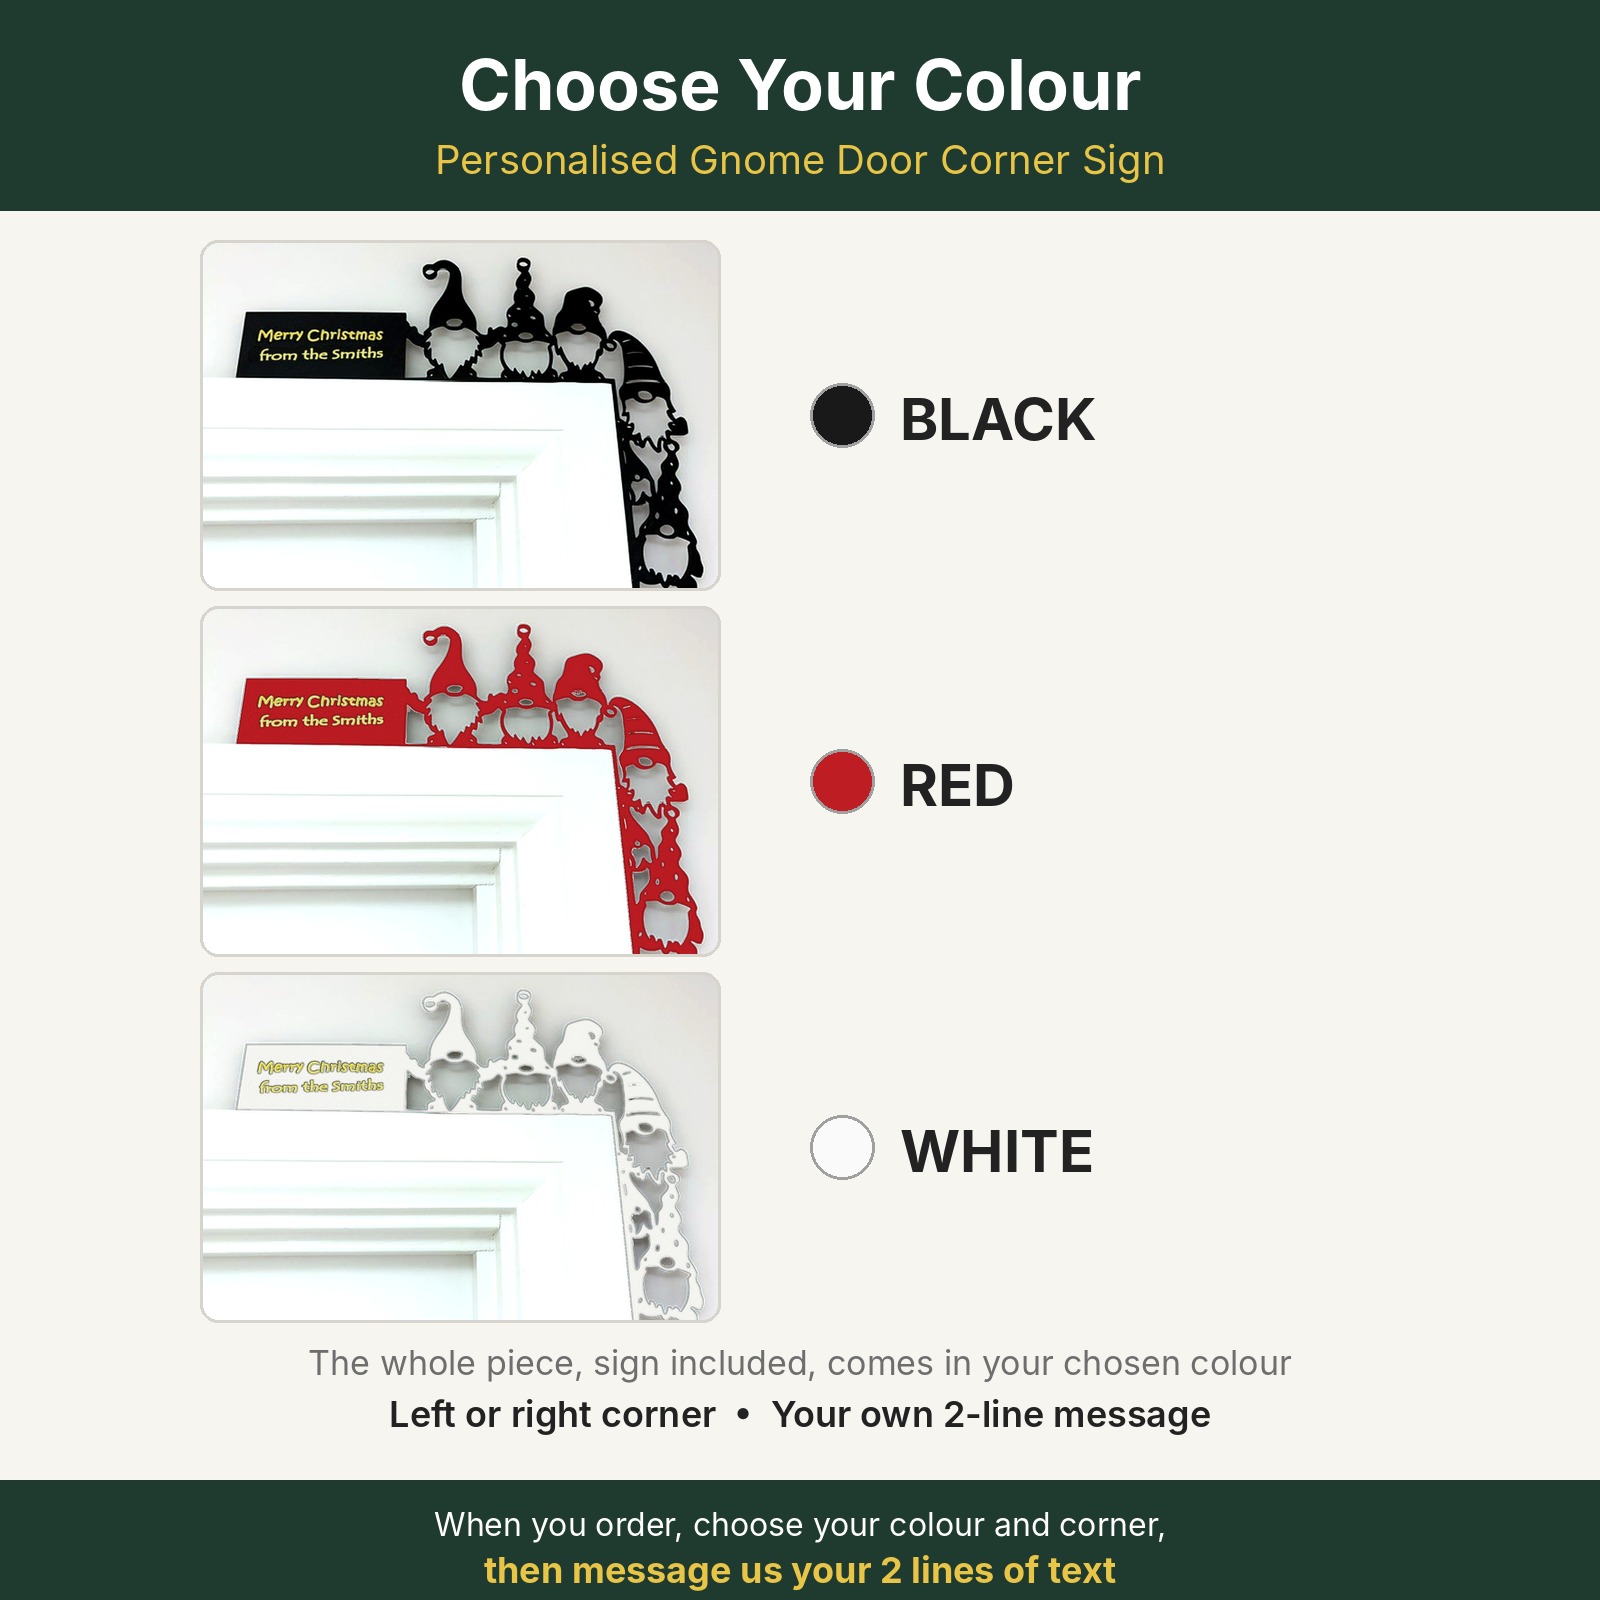 Choose Your Colour
Personalised Gnome Door Corner Sign
Merry Christmas
from the Smiths
BLACK
Merry Christmas
from the Smiths
RED
Merry Christmas
from the Smiths
WHITE
The whole piece, sign included, comes in your chosen colour
Left or right corner • Your own 2-line message
When you order, choose your colour and corner,
then message us your 2 lines of text